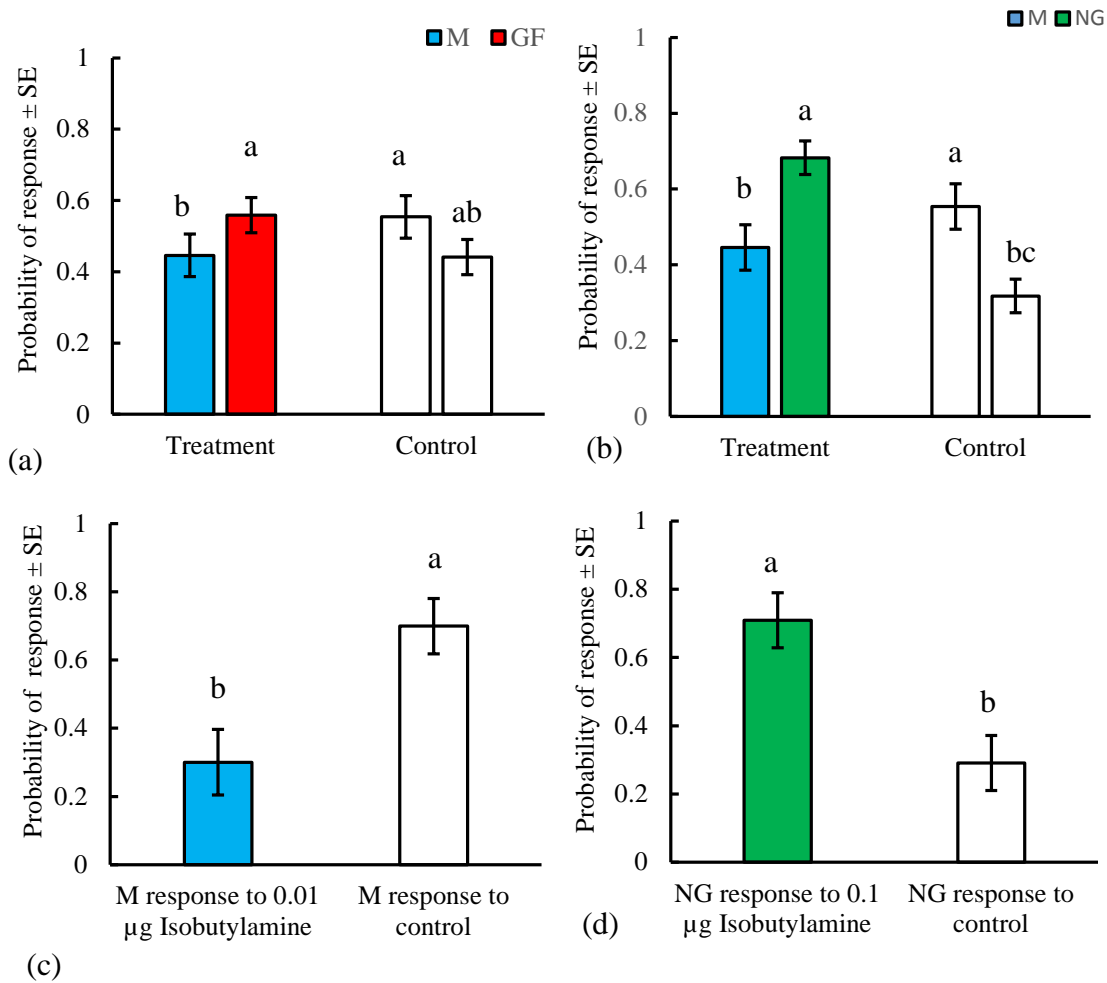 M GF
Probability of response ± SE
1
0.8
0.6
0.4
0.2
0
b
a
a
ab
Treatment
Control
(a)
M NG
Probability of response ± SE
1
0.8
0.6
0.4
0.2
0
b
a
a
bc
Treatment
Control
(b)
Probability of response ± SE
1
0.8
0.6
0.4
0.2
0
b
a
M response to 0.01
µg Isobutylamine
M response to
control
(c)
Probability of response ± SE
1
0.8
0.6
0.4
0.2
0
a
b
NG response to 0.1
µg Isobutylamine
NG response to
control
(d)